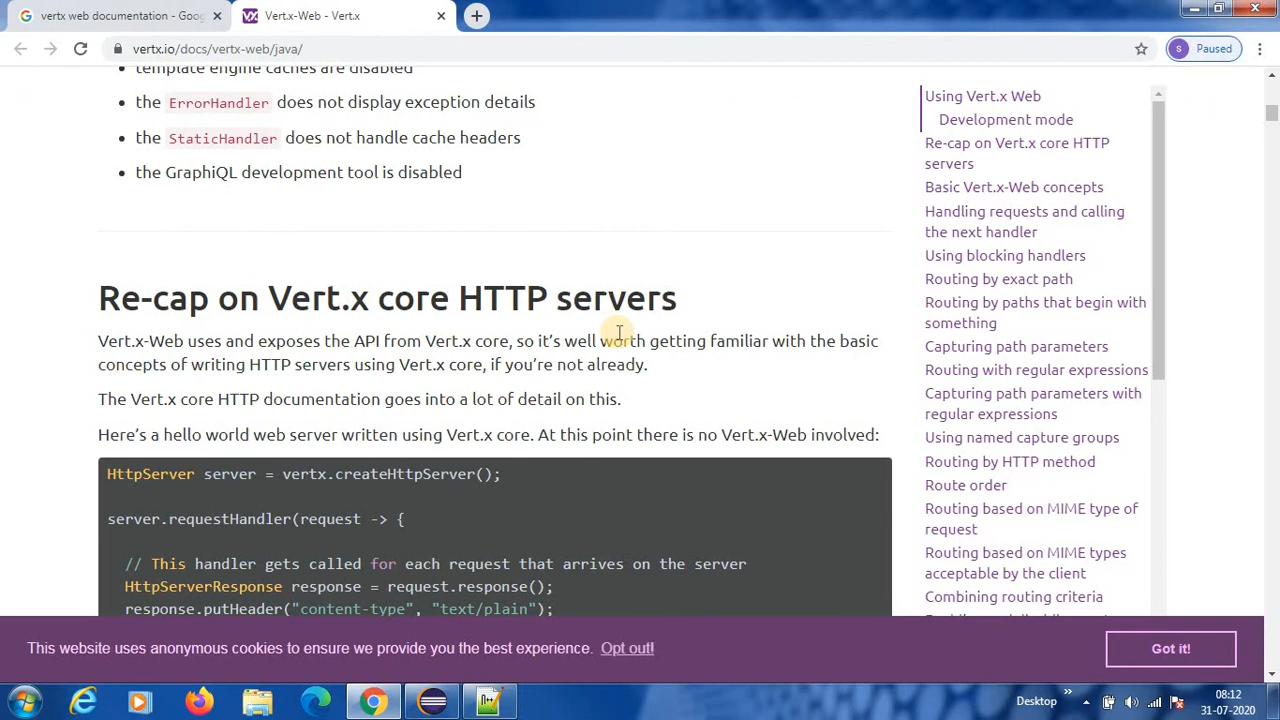 vertx web documentation - Goog
Vert.x-Web - Vert.x
vertx.io/docs/vertx-web/java/
S
Paused
template engine caches are disabled
the ErrorHandler does not display exception details
the StaticHandler does not handle cache headers
the GraphiQL development tool is disabled
Re-cap on Vert.x core HTTP servers
Vert.x-Web uses and exposes the API from Vert.x core, so it's well worth getting familiar with the basic
concepts of writing HTTP servers using Vert.x core, if you're not already.
The Vert.x core HTTP documentation goes into a lot of detail on this.
Here's a hello world web server written using Vert.x core. At this point there is no Vert.x-Web involved:
HttpServer server = vertx.createHttpServer();
server.requestHandler(request -> {
// This handler gets called for each request that arrives on the server
HttpServerResponse response = request.response();
response.putHeader("content-type", "text/plain");
Using Vert.x Web
Development mode
Re-cap on Vert.x core HTTP
servers
Basic Vert.x-Web concepts
Handling requests and calling
the next handler
Using blocking handlers
Routing by exact path
Routing by paths that begin with
something
Capturing path parameters
Routing with regular expressions
Capturing path parameters with
regular expressions
Using named capture groups
Routing by HTTP method
Route order
Routing based on MIME type of
request
Routing based on MIME types
acceptable by the client
Combining routing criteria
This website uses anonymous cookies to ensure we provide you the best experience. Opt out!
Got it!
Desktop
08:12
31-07-2020